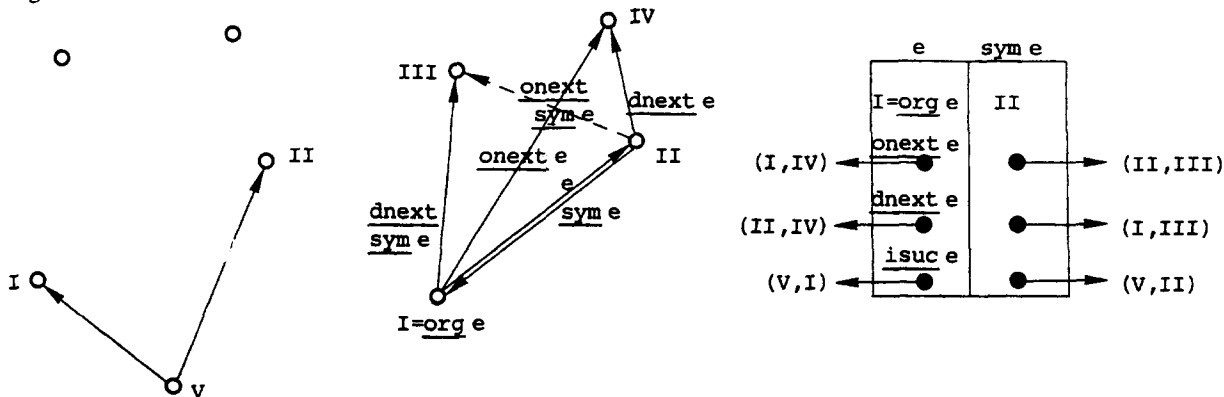 I
II
V
IV
III
onext
sym e
dnext e
II
onext e
e
sym e
dnext
sym e
I=org e
e sym e
I=org e II
onext e
(I,IV) (II,III)
dnext e
(II,IV) (I,III)
isuc e
(V,I) (V,II)